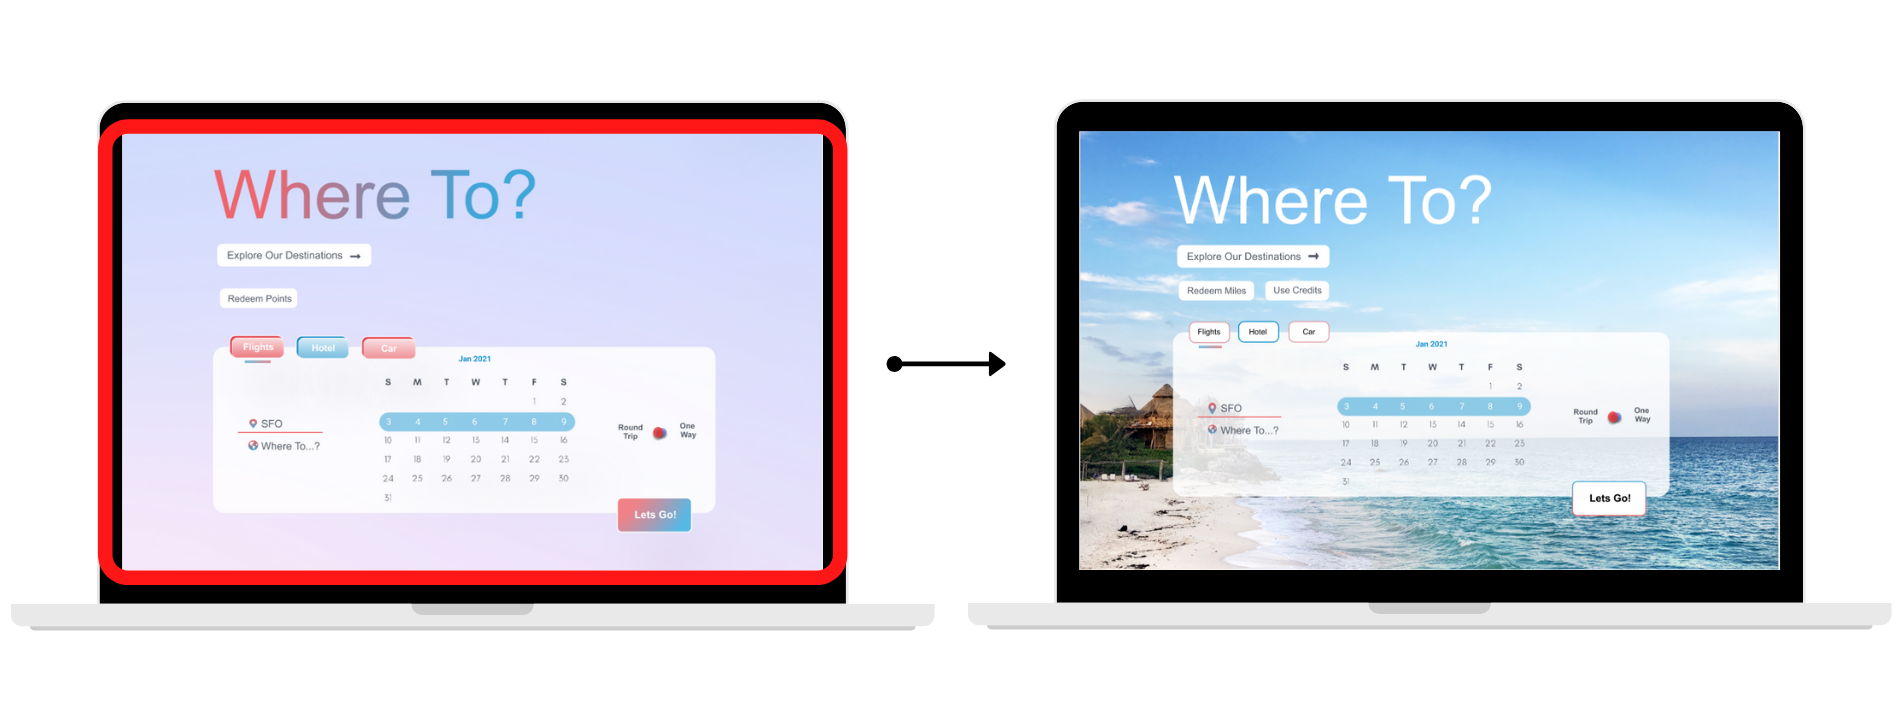 Where To?
Explore Our Destinations →
Redeem Points
Flights Hotel Car
Jan 2021
S M T W T F S
1 2
3 4 5 6 7 8 9
10 11 12 13 14 15 16
17 18 19 20 21 22 23
24 25 26 27 28 29 30
31
SFO
Where To...?
Round Trip
One Way
Lets Go!
Where To?
Explore Our Destinations →
Redeem Miles Use Credits
Flights Hotel Car
Jan 2021
S M T W T F S
1 2
3 4 5 6 7 8 9
10 11 12 13 14 15 16
17 18 19 20 21 22 23
24 25 26 27 28 29 30
31
SFO
Where To...?
Round Trip
One Way
Lets Go!